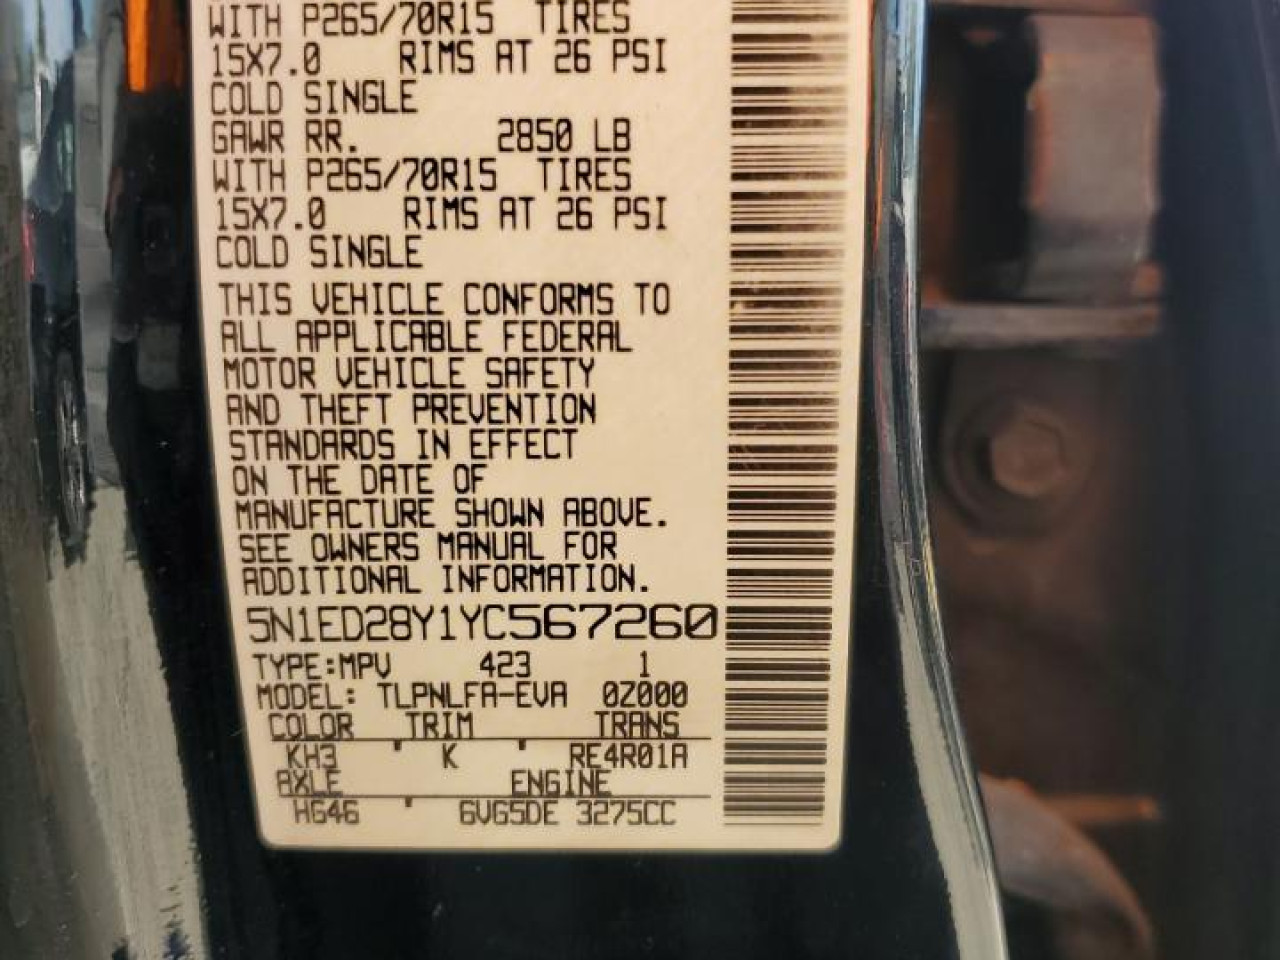 WITH P265/70R15 TIRES
15X7.0 RIMS AT 26 PSI
COLD SINGLE
GAWR RR. 2850 LB
WITH P265/70R15 TIRES
15X7.0 RIMS AT 26 PSI
COLD SINGLE
THIS VEHICLE CONFORMS TO
ALL APPLICABLE FEDERAL
MOTOR VEHICLE SAFETY
AND THEFT PREVENTION
STANDARDS IN EFFECT
ON THE DATE OF
MANUFACTURE SHOWN ABOVE.
SEE OWNERS MANUAL FOR
ADDITIONAL INFORMATION.
5N1ED28Y1YC567260
TYPE:MPV 423 1
MODEL: TLPNLFA-EVA 0Z000
COLOR TRIM TRANS
KH3 ' K ' RE4R01A
AXLE ENGINE
HG46 ' 6VG5DE 3275CC